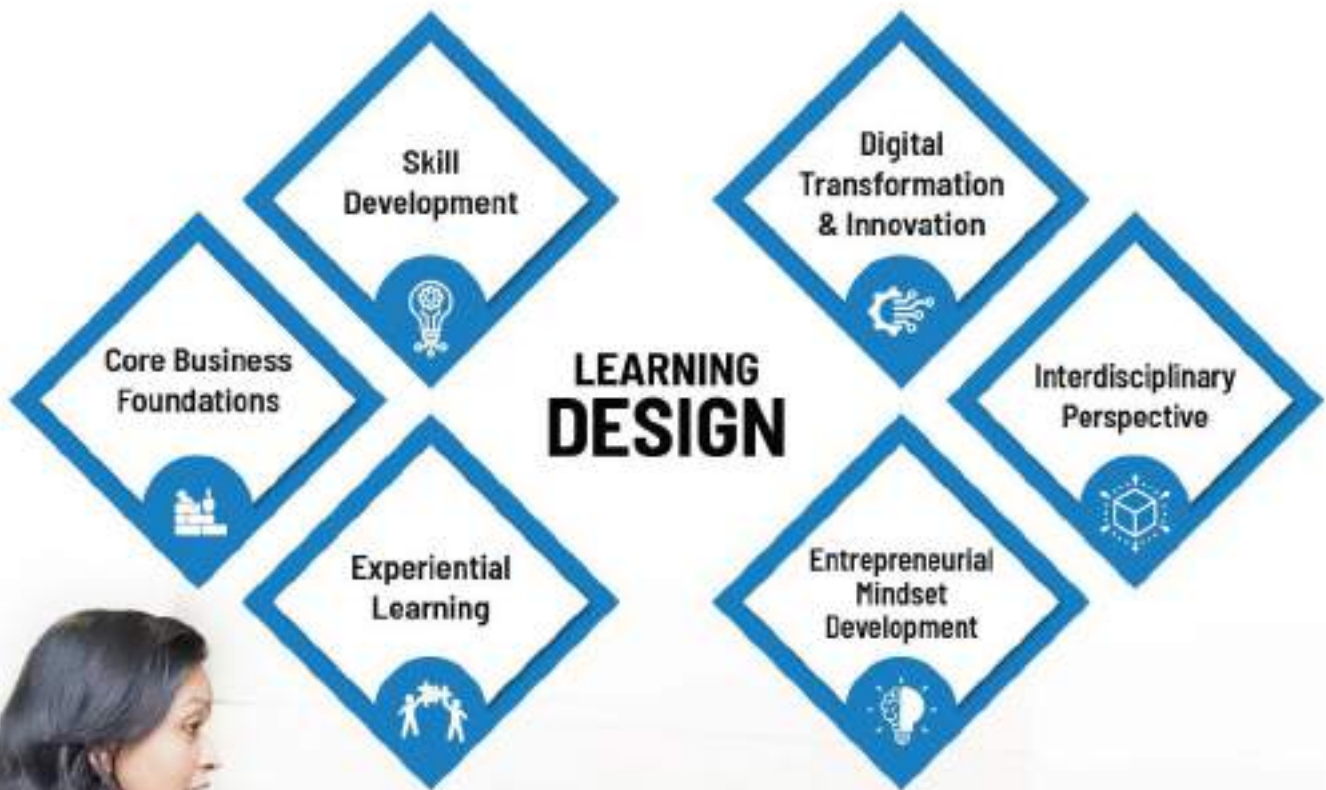 Skill
Development
Digital
Transformation
& Innovation
Core Business
Foundations
LEARNING
DESIGN
Interdisciplinary
Perspective
Experiential
Learning
Entrepreneurial
Mindset
Development